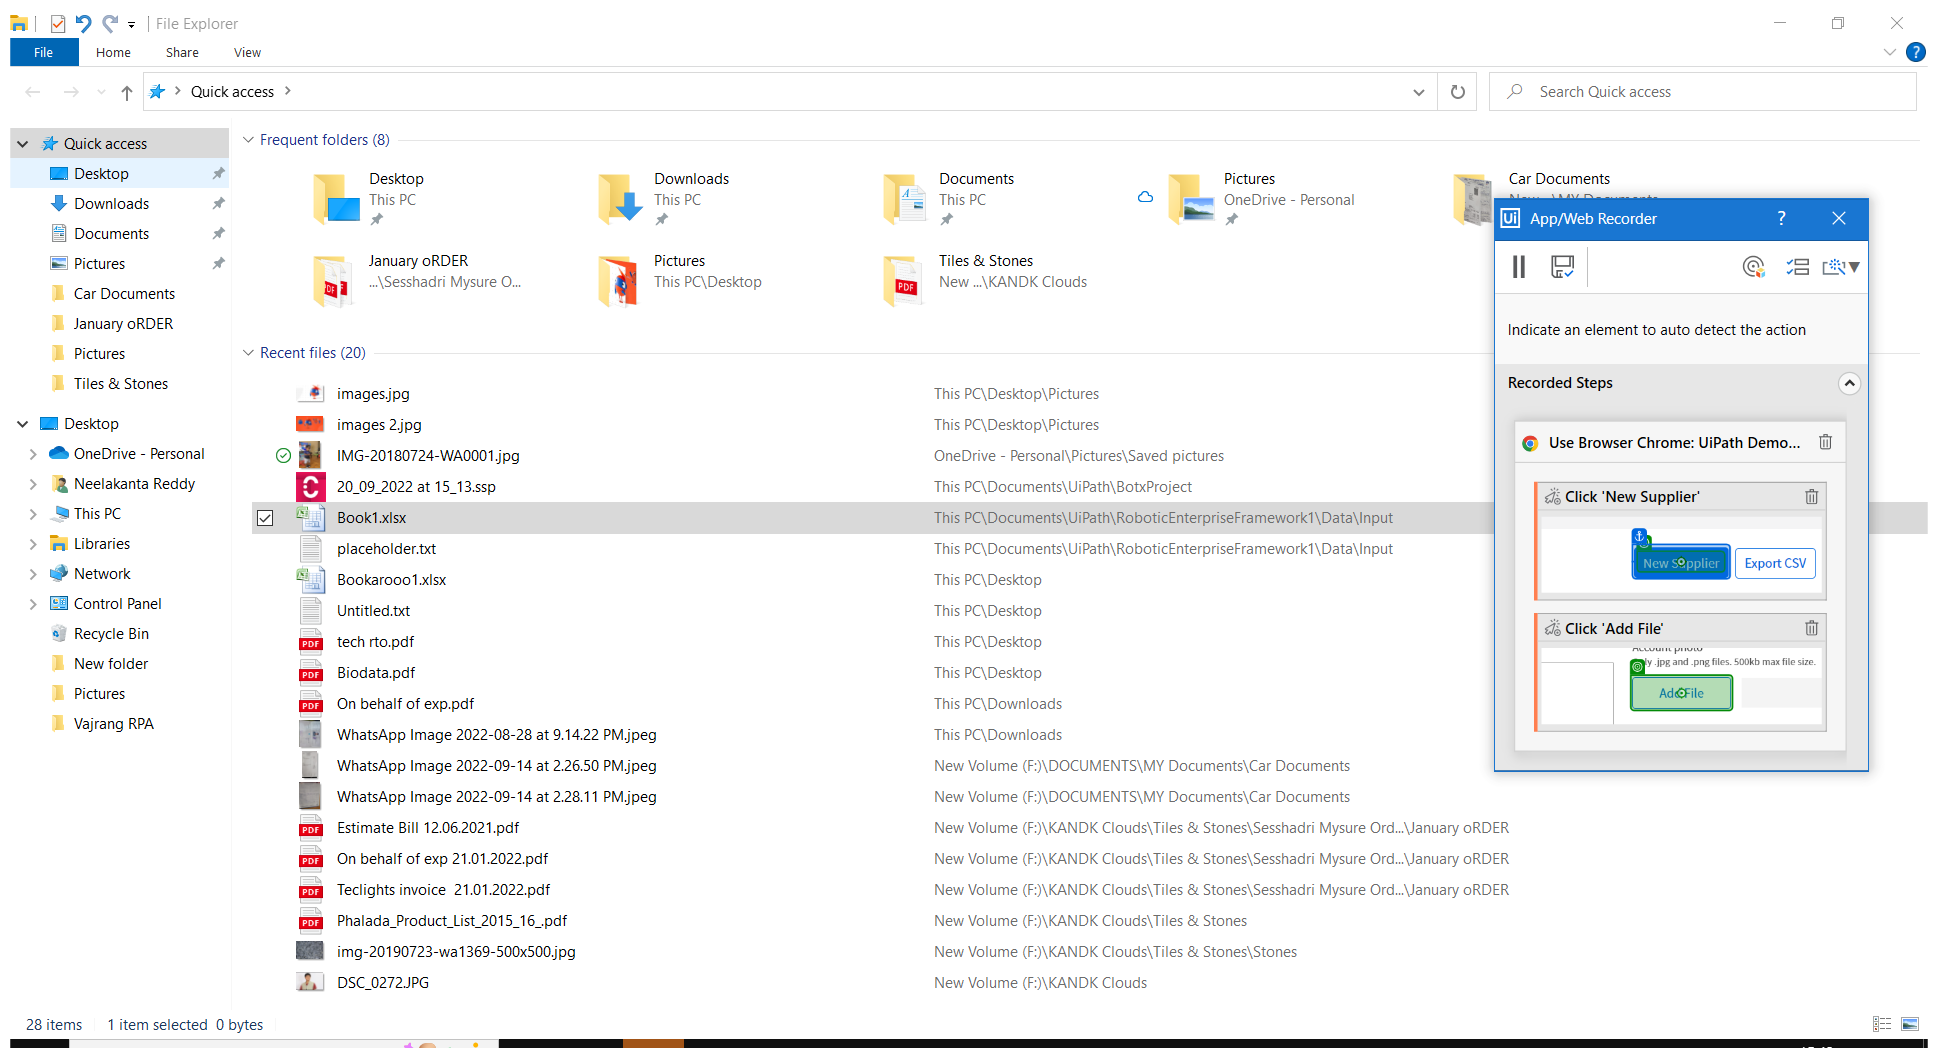 File Explorer
File Home Share View
Quick access
Search Quick access
Quick access
Desktop
Downloads
Documents
Pictures
Car Documents
January oRDER
Pictures
Tiles & Stones
Desktop
OneDrive - Personal
Neelakanta Reddy
This PC
Libraries
Network
Control Panel
Recycle Bin
New folder
Pictures
Vajrang RPA
Frequent folders (8)
Desktop
This PC
Downloads
This PC
Documents
This PC
Pictures
OneDrive - Personal
Car Documents
January oRDER
...\Sesshadri Mysure O...
Pictures
This PC\Desktop
Tiles & Stones
New ...\KANDK Clouds
Recent files (20)
images.jpg This PC\Desktop\Pictures
images 2.jpg This PC\Desktop\Pictures
IMG-20180724-WA0001.jpg OneDrive - Personal\Pictures\Saved pictures
20_09_2022 at 15_13.ssp This PC\Documents\UiPath\BotxProject
Book1.xlsx This PC\Documents\UiPath\RoboticEnterpriseFramework1\Data\Input
placeholder.txt This PC\Documents\UiPath\RoboticEnterpriseFramework1\Data\Input
Bookarooo1.xlsx This PC\Desktop
Untitled.txt This PC\Desktop
tech rto.pdf This PC\Desktop
Biodata.pdf This PC\Desktop
On behalf of exp.pdf This PC\Downloads
WhatsApp Image 2022-08-28 at 9.14.22 PM.jpeg This PC\Downloads
WhatsApp Image 2022-09-14 at 2.26.50 PM.jpeg New Volume (F:)\DOCUMENTS\MY Documents\Car Documents
WhatsApp Image 2022-09-14 at 2.28.11 PM.jpeg New Volume (F:)\DOCUMENTS\MY Documents\Car Documents
Estimate Bill 12.06.2021.pdf New Volume (F:)\KANDK Clouds\Tiles & Stones\Sesshadri Mysure Ord...\January oRDER
On behalf of exp 21.01.2022.pdf New Volume (F:)\KANDK Clouds\Tiles & Stones\Sesshadri Mysure Ord...\January oRDER
Teclights invoice  21.01.2022.pdf New Volume (F:)\KANDK Clouds\Tiles & Stones\Sesshadri Mysure Ord...\January oRDER
Phalada_Product_List_2015_16_.pdf New Volume (F:)\KANDK Clouds\Tiles & Stones
img-20190723-wa1369-500x500.jpg New Volume (F:)\KANDK Clouds\Tiles & Stones\Stones
DSC_0272.JPG New Volume (F:)\KANDK Clouds
28 items 1 item selected 0 bytes
Ui App/Web Recorder ?
Indicate an element to auto detect the action
Recorded Steps
Use Browser Chrome: UiPath Demo...
Click 'New Supplier'
New Supplier Export CSV
Click 'Add File'
Account photo
.jpg and .png files. 500kb max file size.
Add File